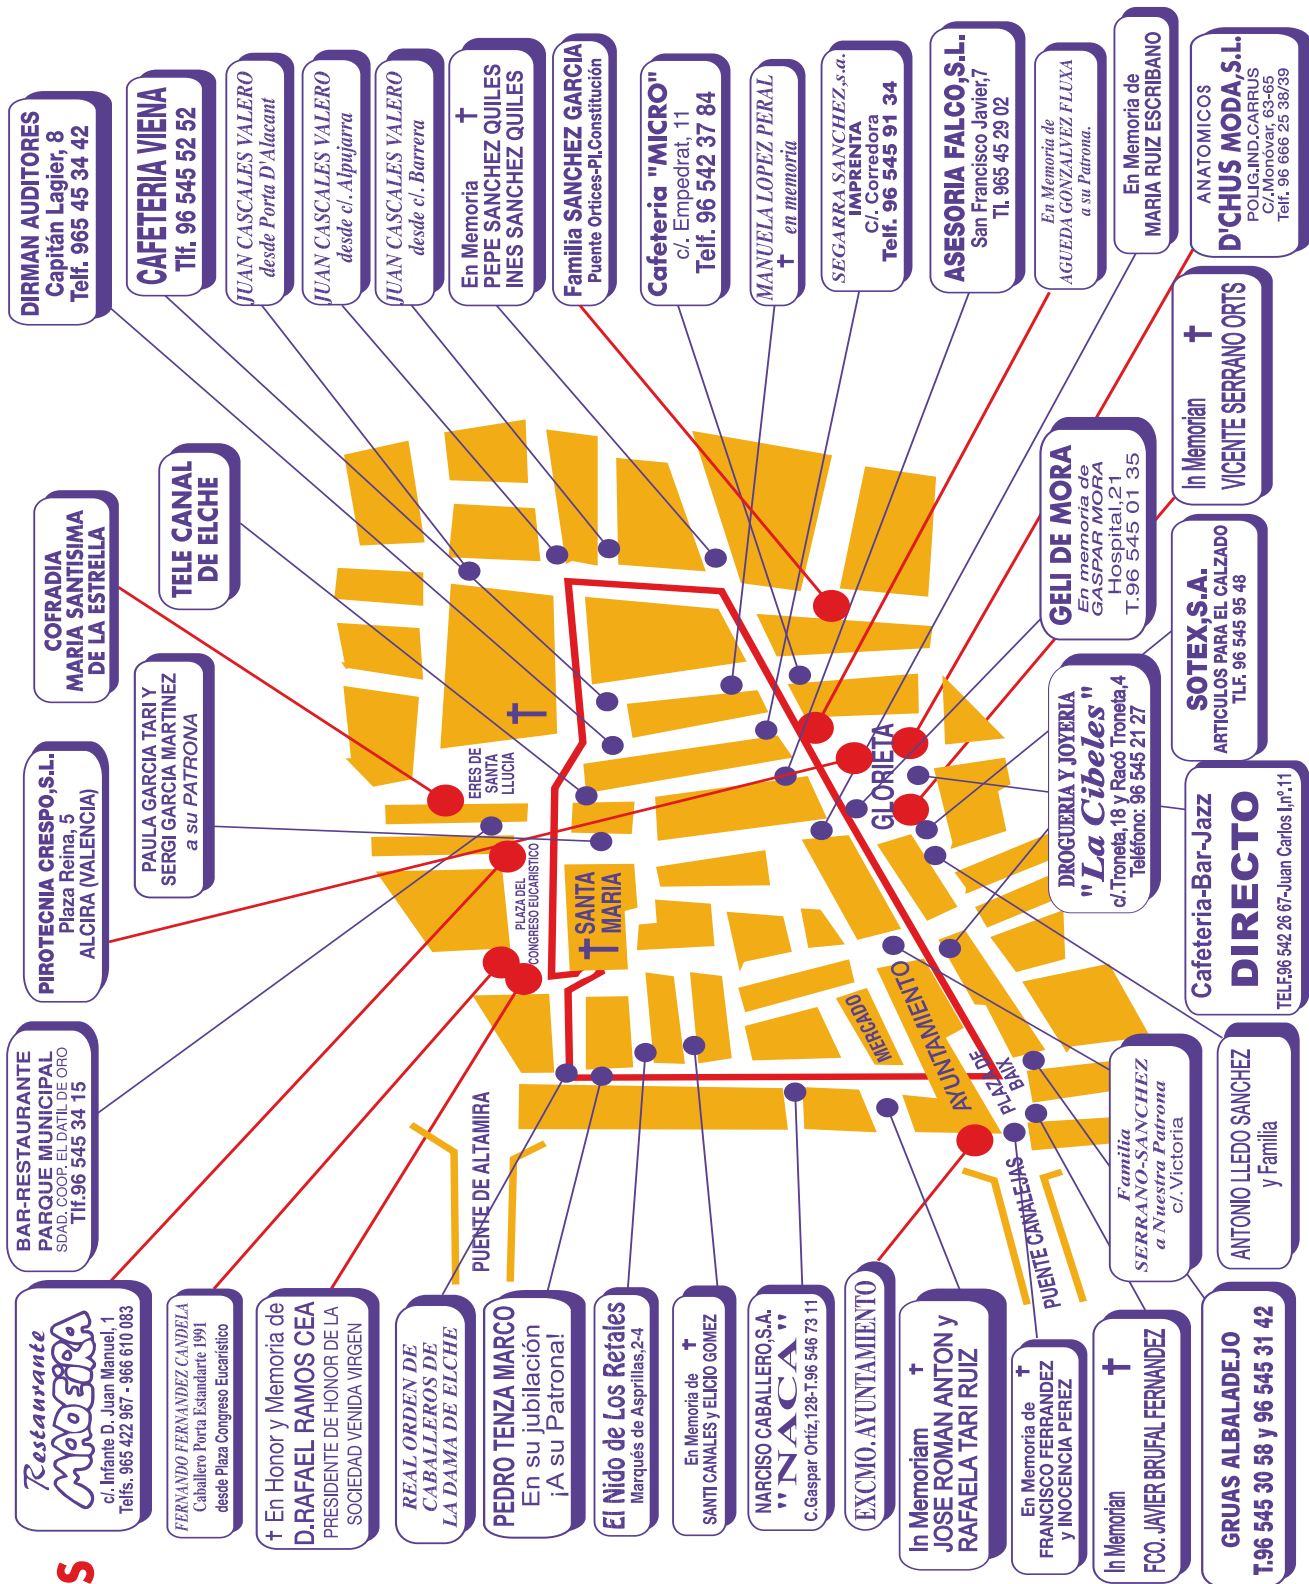 S
Restaurante
MADEIRA
c/. Infante D. Juan Manuel, 1
Telfs. 965 422 967 - 966 610 083
FERNANDO FERNANDEZ CANDELA
Caballero Porta Estandarte 1991
desde Plaza Congreso Eucarístico
† En Honor y Memoria de
D.RAFAEL RAMOS CEA
PRESIDENTE DE HONOR DE LA
SOCIEDAD VENIDA VIRGEN
REAL ORDEN DE
CABALLEROS DE
LA DAMA DE ELCHE
PEDRO TENZA MARCO
En su jubilación
¡A su Patrona!
El Nido de Los Retales
Marqués de Asprillas,2-4
En Memoria de †
SANTI CANALES y ELICIO GOMEZ
NARCISO CABALLERO,S.A.
"NACA"
C.Gaspar Ortíz,128-T.96 546 73 11
EXCMO.AYUNTAMIENTO
In Memoriam †
JOSE ROMAN ANTON y
RAFAELA TARI RUIZ
En Memoria de †
FRANCISCO FERRANDEZ
y INOCENCIA PEREZ
In Memorian †
FCO. JAVIER BRUFAL FERNANDEZ
GRUAS ALBALADEJO
T.96 545 30 58 y 96 545 31 42
BAR-RESTAURANTE
PARQUE MUNICIPAL
SDAD. COOP. EL DATIL DE ORO
Tlf.96 545 34 15
PIROTECNIA CRESPO,S.L.
Plaza Reina, 5
ALCIRA (VALENCIA)
PAULA GARCIA TARI Y
SERGI GARCIA MARTINEZ
a su PATRONA
COFRADIA
MARIA SANTISIMA
DE LA ESTRELLA
TELE CANAL
DE ELCHE
DIRMAN AUDITORES
Capitán Lagier, 8
Telf. 965 45 34 42
CAFETERIA VIENA
Tlf. 96 545 52 52
JUAN CASCALES VALERO
desde Porta D'Alacant
JUAN CASCALES VALERO
desde c/. Alpujarra
JUAN CASCALES VALERO
desde c/. Barrera
En Memoria †
PEPE SANCHEZ QUILES
INES SANCHEZ QUILES
Familia SANCHEZ GARCIA
Puente Ortices-Pl.Constitución
Cafeteria "MICRO"
c/. Empedrat, 11
Telf. 96 542 37 84
MANUELA LOPEZ PERAL
† en memoria
SEGARRA SANCHEZ,s.a.
IMPRENTA
C/. Corredora
Telf. 96 545 91 34
ASESORIA FALCO,S.L.
San Francisco Javier,7
Tl. 965 45 29 02
En Memoria de
AGUEDA GONZALVEZ FLUXA
a su Patrona.
En Memoria de
MARIA RUIZ ESCRIBANO
ANATOMICOS
D'CHUS MODA,S.L.
POLIG.IND.CARRUS
C/.Monóvar, 63-65
Telf. 96 666 25 38/39
In Memorian †
VICENTE SERRANO ORTS
GELI DE MORA
En memoria de
GASPAR MORA
Hospital,21
T.96 545 01 35
SOTEX,S.A.
ARTICULOS PARA EL CALZADO
TLF. 96 545 95 48
DROGUERIA Y JOYERIA
"La Cibeles"
c/.Troneta,18 y Racó Troneta,4
Teléfono: 96 545 21 27
Cafeteria-Bar-Jazz
DIRECTO
TELF.96 542 26 67-Juan Carlos I,nº.11
Familia
SERRANO-SANCHEZ
a Nuestra Patrona
c/.Victoria
ANTONIO LLEDO SANCHEZ
y Familia
ERES DE
SANTA
LLUCIA
PLAZA DEL
CONGRESO EUCARISTICO
† SANTA
MARIA
†
GLORIETA
MERCADO
AYUNTAMIENTO
PLAZA DE
BAIX
PUENTE DE ALTAMIRA
PUENTE CANALEJAS